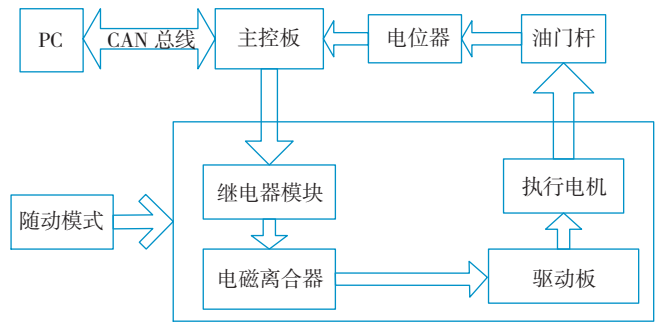 PC
CAN 总线
主控板
电位器
油门杆
继电器模块
执行电机
随动模式
电磁离合器
驱动板